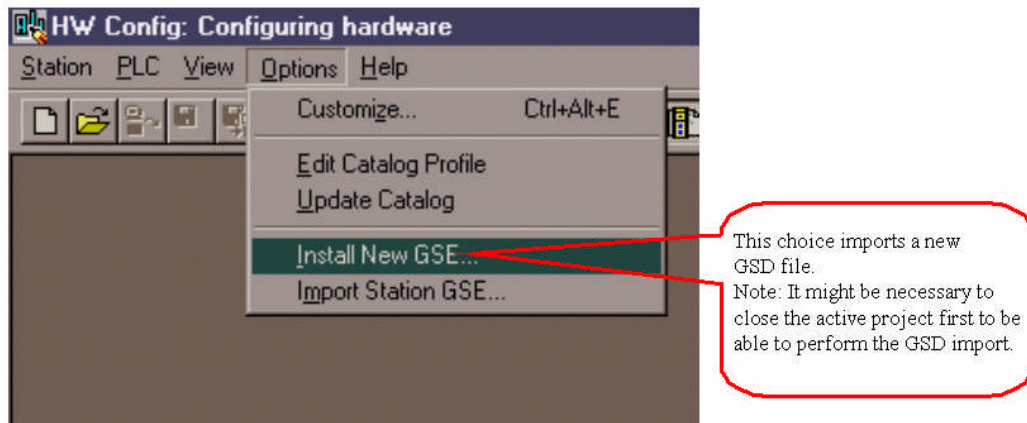 HW Config: Configuring hardware
Station PLC View Options Help
Customize... Ctrl+Alt+E
Edit Catalog Profile
Update Catalog
Install New GSE...
Import Station GSE...
This choice imports a new
GSD file.
Note: It might be necessary to
close the active project first to be
able to perform the GSD import.